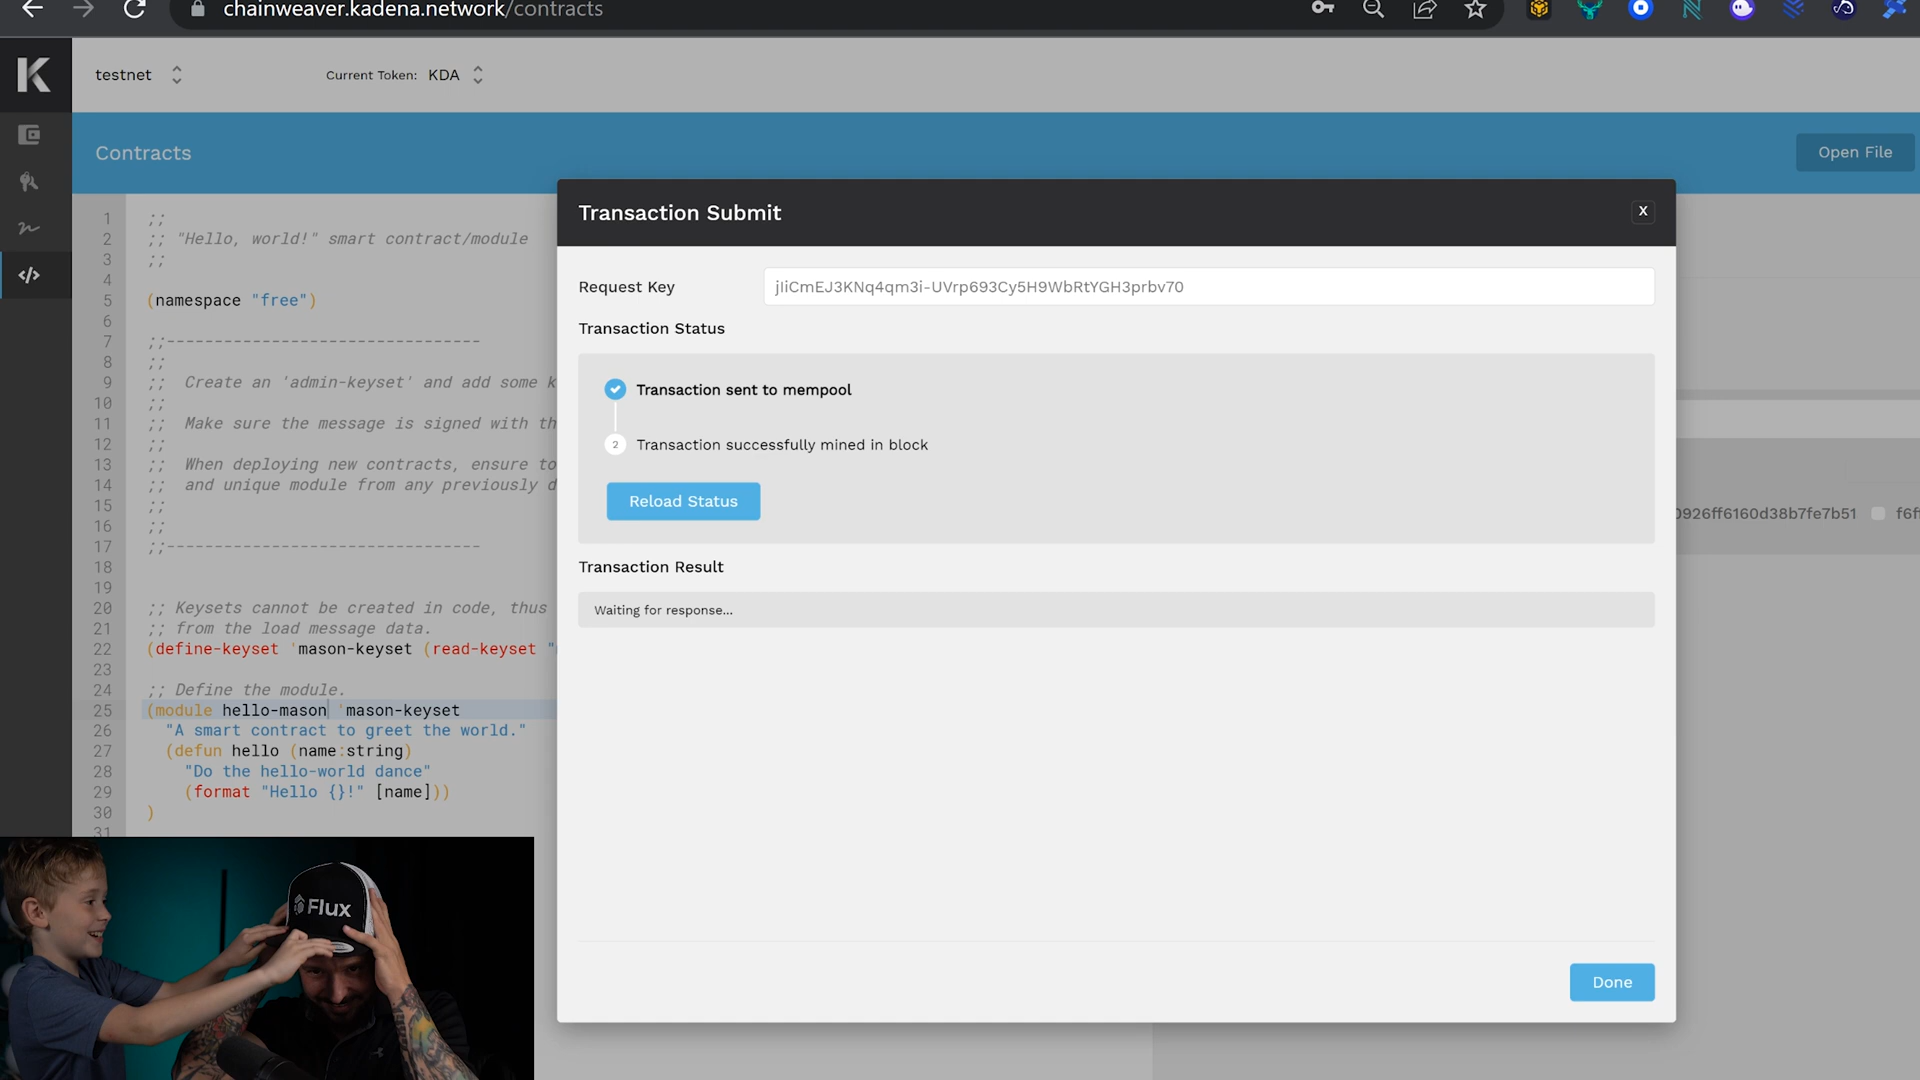 chainweaver.kadena.network/contracts
testnet
Current Token: KDA
Contracts
Open File
1 ;;
2 ;; "Hello, world!" smart contract/module
3 ;;
4
5 (namespace "free")
6
7 ;;---------------------------------
8 ;;
9 ;; Create an 'admin-keyset' and add some k
10 ;;
11 ;; Make sure the message is signed with th
12 ;;
13 ;; When deploying new contracts, ensure to
14 ;; and unique module from any previously d
15 ;;
16 ;;
17 ;;---------------------------------
18
19
20 ;; Keysets cannot be created in code, thus
21 ;; from the load message data.
22 (define-keyset 'mason-keyset (read-keyset "
23
24 ;; Define the module.
25 (module hello-mason 'mason-keyset
26 "A smart contract to greet the world."
27 (defun hello (name:string)
28 "Do the hello-world dance"
29 (format "Hello {}!" [name]))
30 )
31
Transaction Submit
X
Request Key
jIiCmEJ3KNq4qm3i-UVrp693Cy5H9WbRtYGH3prbv70
Transaction Status
Transaction sent to mempool
2 Transaction successfully mined in block
Reload Status
Transaction Result
Waiting for response...
Done
0926ff6160d38b7fe7b51
Flux